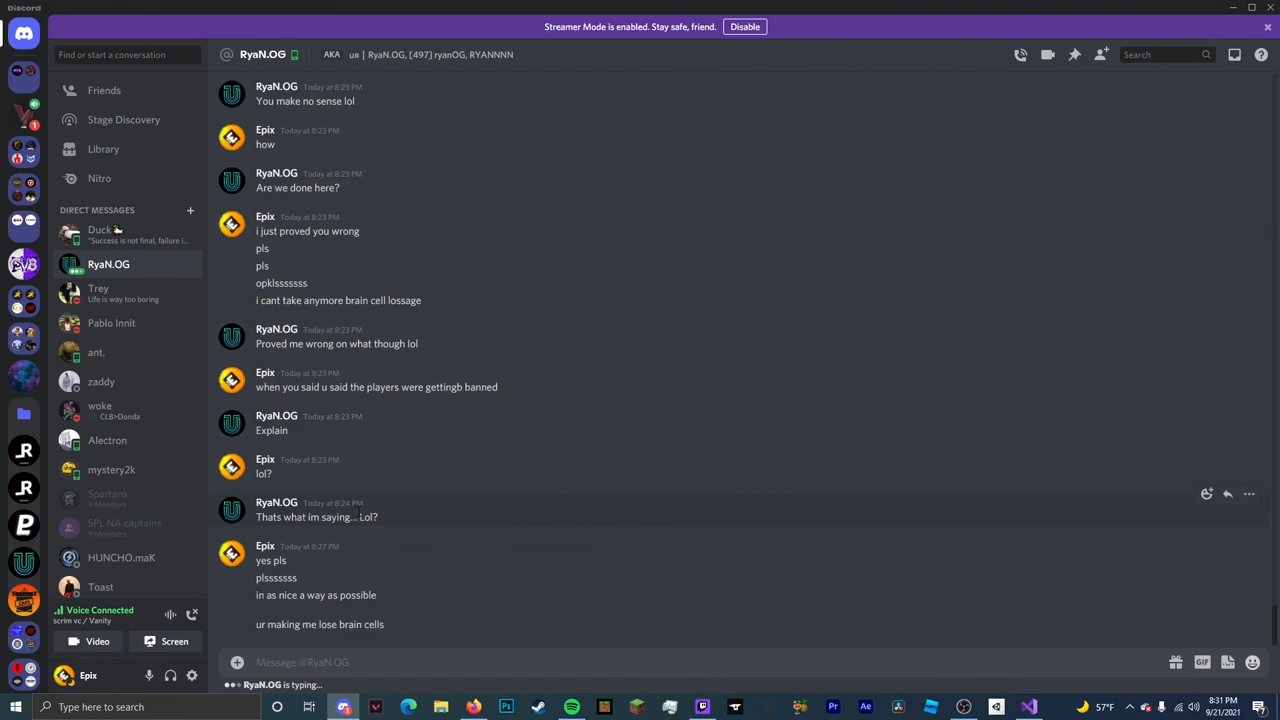 Discord
Streamer Mode is enabled. Stay safe, friend.
Disable
Find or start a conversation
RyaN.OG
AKA ᴜʀ | RyaN.OG, [497] ryanOG, RYANNNN
Search
Friends
Stage Discovery
Library
Nitro
DIRECT MESSAGES
Duck
"Success is not final, failure i...
RyaN.OG
Trey
Life is way too boring
Pablo Innit
ant.
zaddy
woke
CLB>Donda
Alectron
mystery2k
Spartans
9 Members
SPL NA captains
9 Members
HUNCHO.maK
Toast
Voice Connected
scrim vc / Vanity
Video
Screen
Epix
RyaN.OG Today at 8:23 PM
You make no sense lol
Epix Today at 8:23 PM
how
RyaN.OG Today at 8:23 PM
Are we done here?
Epix Today at 8:23 PM
i just proved you wrong
pls
pls
opklsssssss
i cant take anymore brain cell lossage
RyaN.OG Today at 8:23 PM
Proved me wrong on what though lol
Epix Today at 8:23 PM
when you said u said the players were gettingb banned
RyaN.OG Today at 8:23 PM
Explain
Epix Today at 8:23 PM
lol?
RyaN.OG Today at 8:24 PM
Thats what im saying... Lol?
Epix Today at 8:27 PM
yes pls
plsssssss
in as nice a way as possible
ur making me lose brain cells
Message @RyaN.OG
GIF
RyaN.OG is typing...
Type here to search
57°F
8:31 PM
9/21/2021